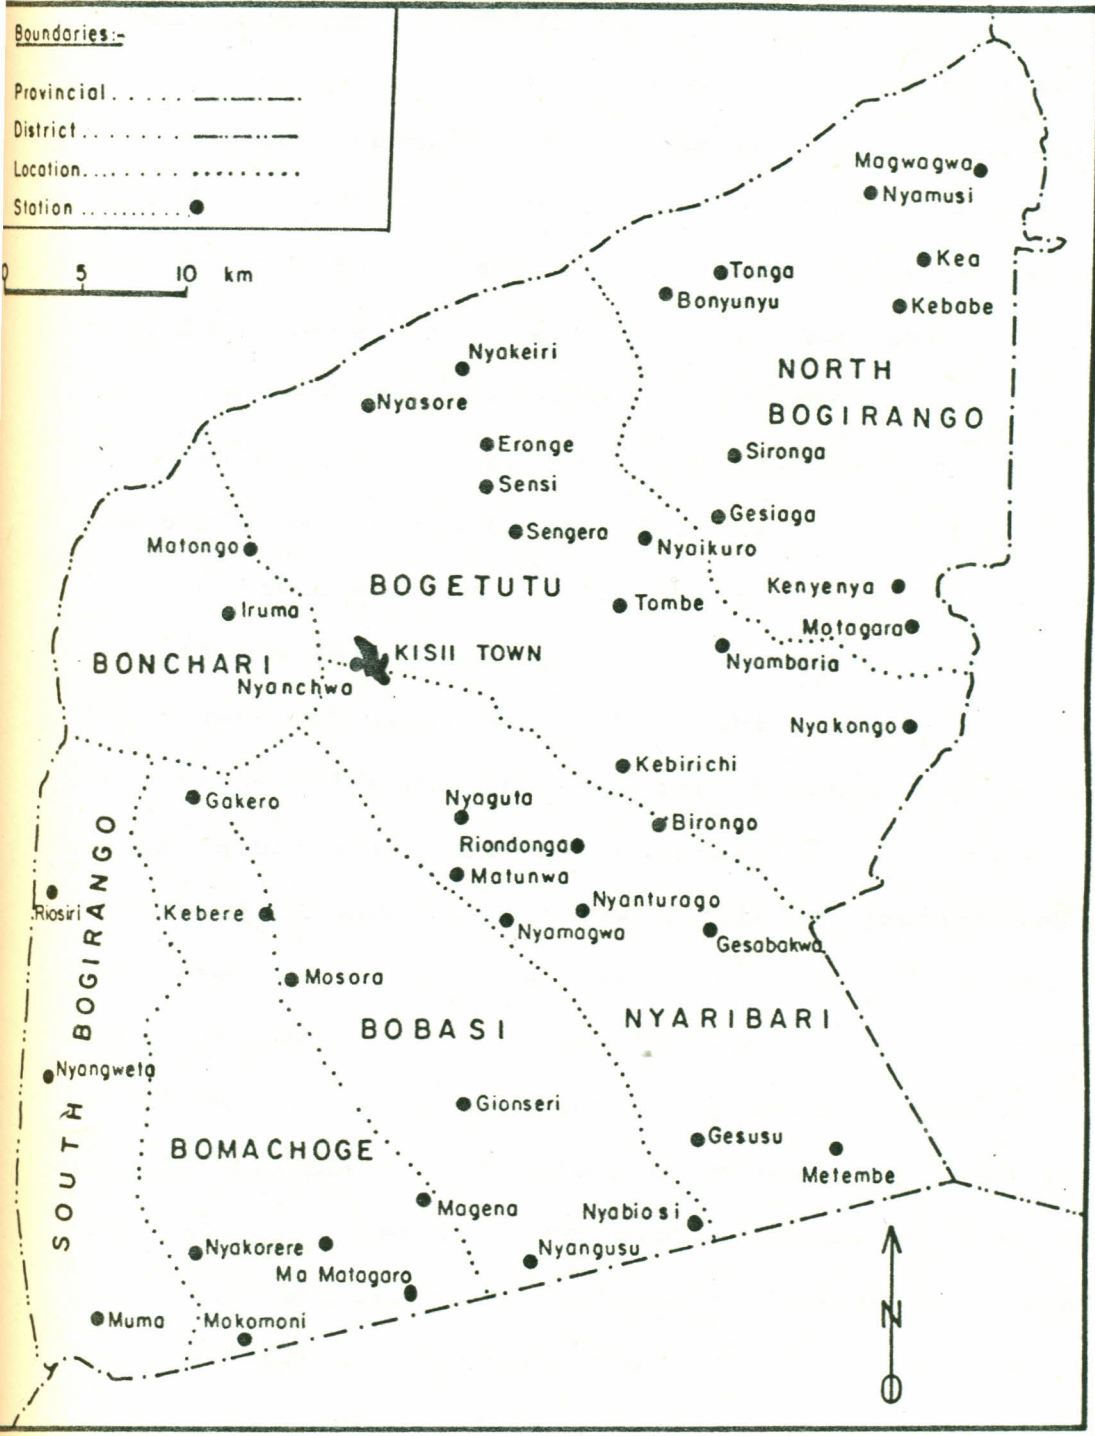 Boundaries:-
Provincial . . . . .
District . . . . . . .
Location. . . . . . . .
Station . . . . . . . . . . .
0 5 10 km
Magwagwa
Nyamusi
Kea
Tonga
Bonyunyu
Kebabe
Nyakeiri
NORTH
BOGIRANGO
Nyasore
Eronge
Sironga
Sensi
Gesiaga
Sengera
Nyaikuro
Matongo
BOGETUTU
Kenyenya
Iruma
Tombe
Motagara
KISII TOWN
BONCHARI
Nyambaria
Nyanchwa
Nyakongo
Kebirichi
Gakero
Nyaguta
Birongo
Riondonga
Matunwa
Nyanturago
Riosiri
Kebere
Nyamagwa
Gesabakwa
SOUTH BOGIRANGO
Mosora
BOBASI
NYARIBARI
Nyangweta
Gionseri
BOMACHOGE
Gesusu
Metembe
Magena
Nyabiosi
Nyakorere
Nyangusu
Ma Matagaro
Muma
Mokomoni
N